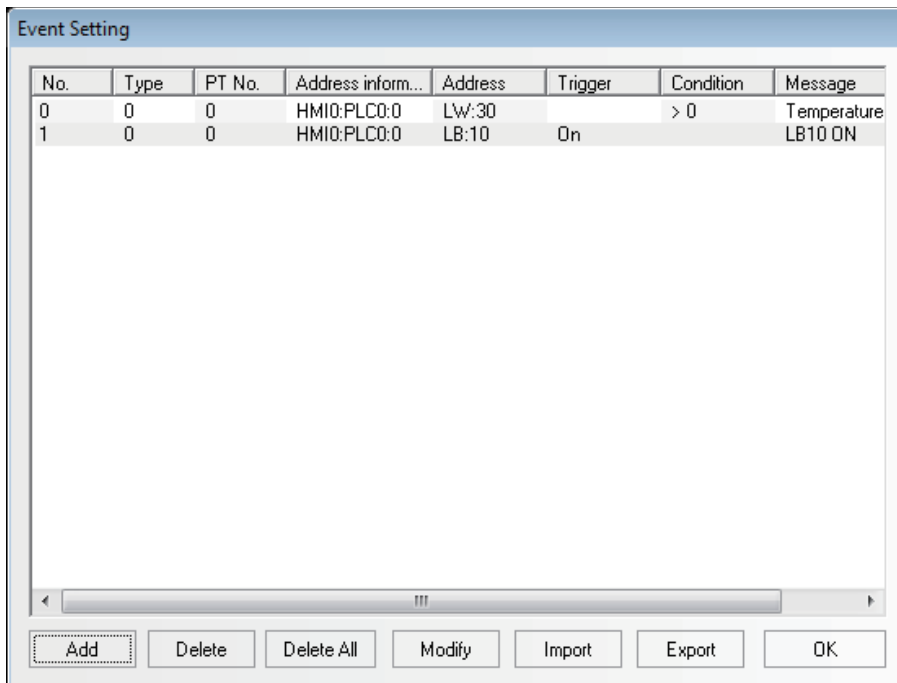 Event Setting
No. Type PT No. Address inform... Address Trigger Condition Message
0 0 0 HMI0:PLC0:0 LW:30 > 0 Temperature
1 0 0 HMI0:PLC0:0 LB:10 On LB10 ON
Add Delete Delete All Modify Import Export OK